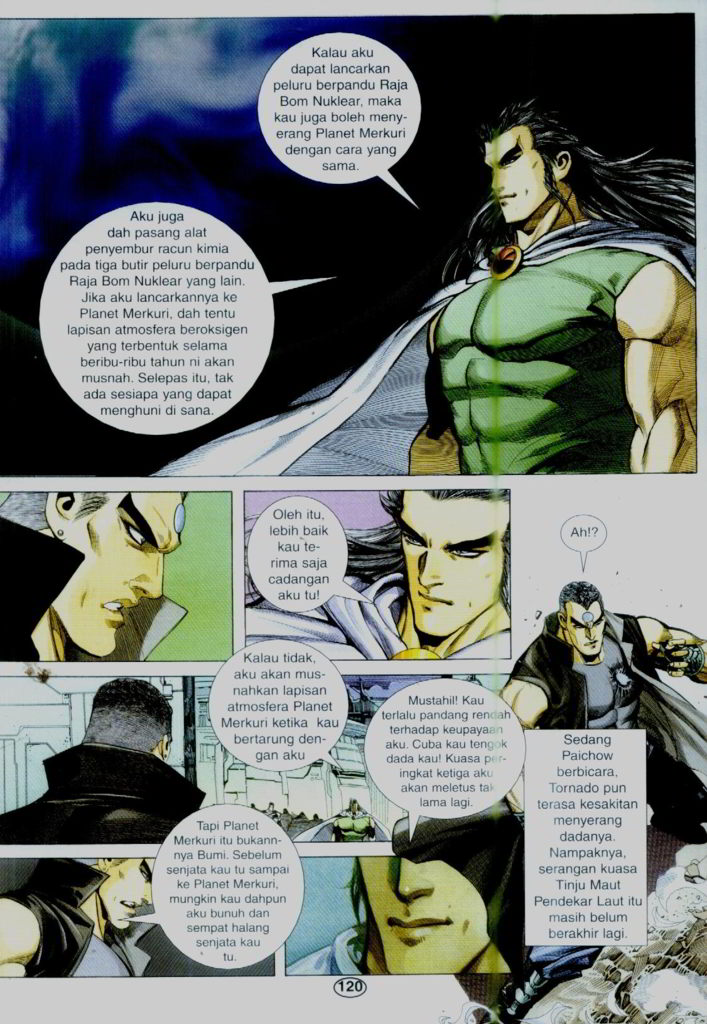 Kalau aku
dapat lancarkan
peluru berpandu Raja
Bom Nuklear, maka
kau juga boleh meny-
erang Planet Merkuri
dengan cara yang
sama.
Aku juga
dah pasang alat
penyembur racun kimia
pada tiga butir peluru berpandu
Raja Bom Nuklear yang lain.
Jika aku lancarkannya ke
Planet Merkuri, dah tentu
lapisan atmosfera beroksigen
yang terbentuk selama
beribu-ribu tahun ni akan
musnah. Selepas itu, tak
ada sesiapa yang dapat
menghuni di sana.
Oleh itu,
lebih baik
kau te-
rima saja
cadangan
aku tu!
Ah!?
Kalau tidak,
aku akan mus-
nahkan lapisan
atmosfera Planet
Merkuri ketika kau
bertarung den-
gan aku
Mustahil! Kau
terlalu pandang rendah
terhadap keupayaan
aku. Cuba kau tengok
dada kau! Kuasa pe-
ringkat ketiga aku
akan meletus tak
lama lagi.
Sedang
Paichow
berbicara,
Tornado pun
terasa kesakitan
menyerang
dadanya.
Nampaknya,
serangan kuasa
Tinju Maut
Pendekar Laut itu
masih belum
berakhir lagi.
Tapi Planet
Merkuri itu bukann-
nya Bumi. Sebelum
senjata kau tu sampai
ke Planet Merkuri,
mungkin kau dahpun
aku bunuh dan
sempat halang
senjata kau
tu.
120